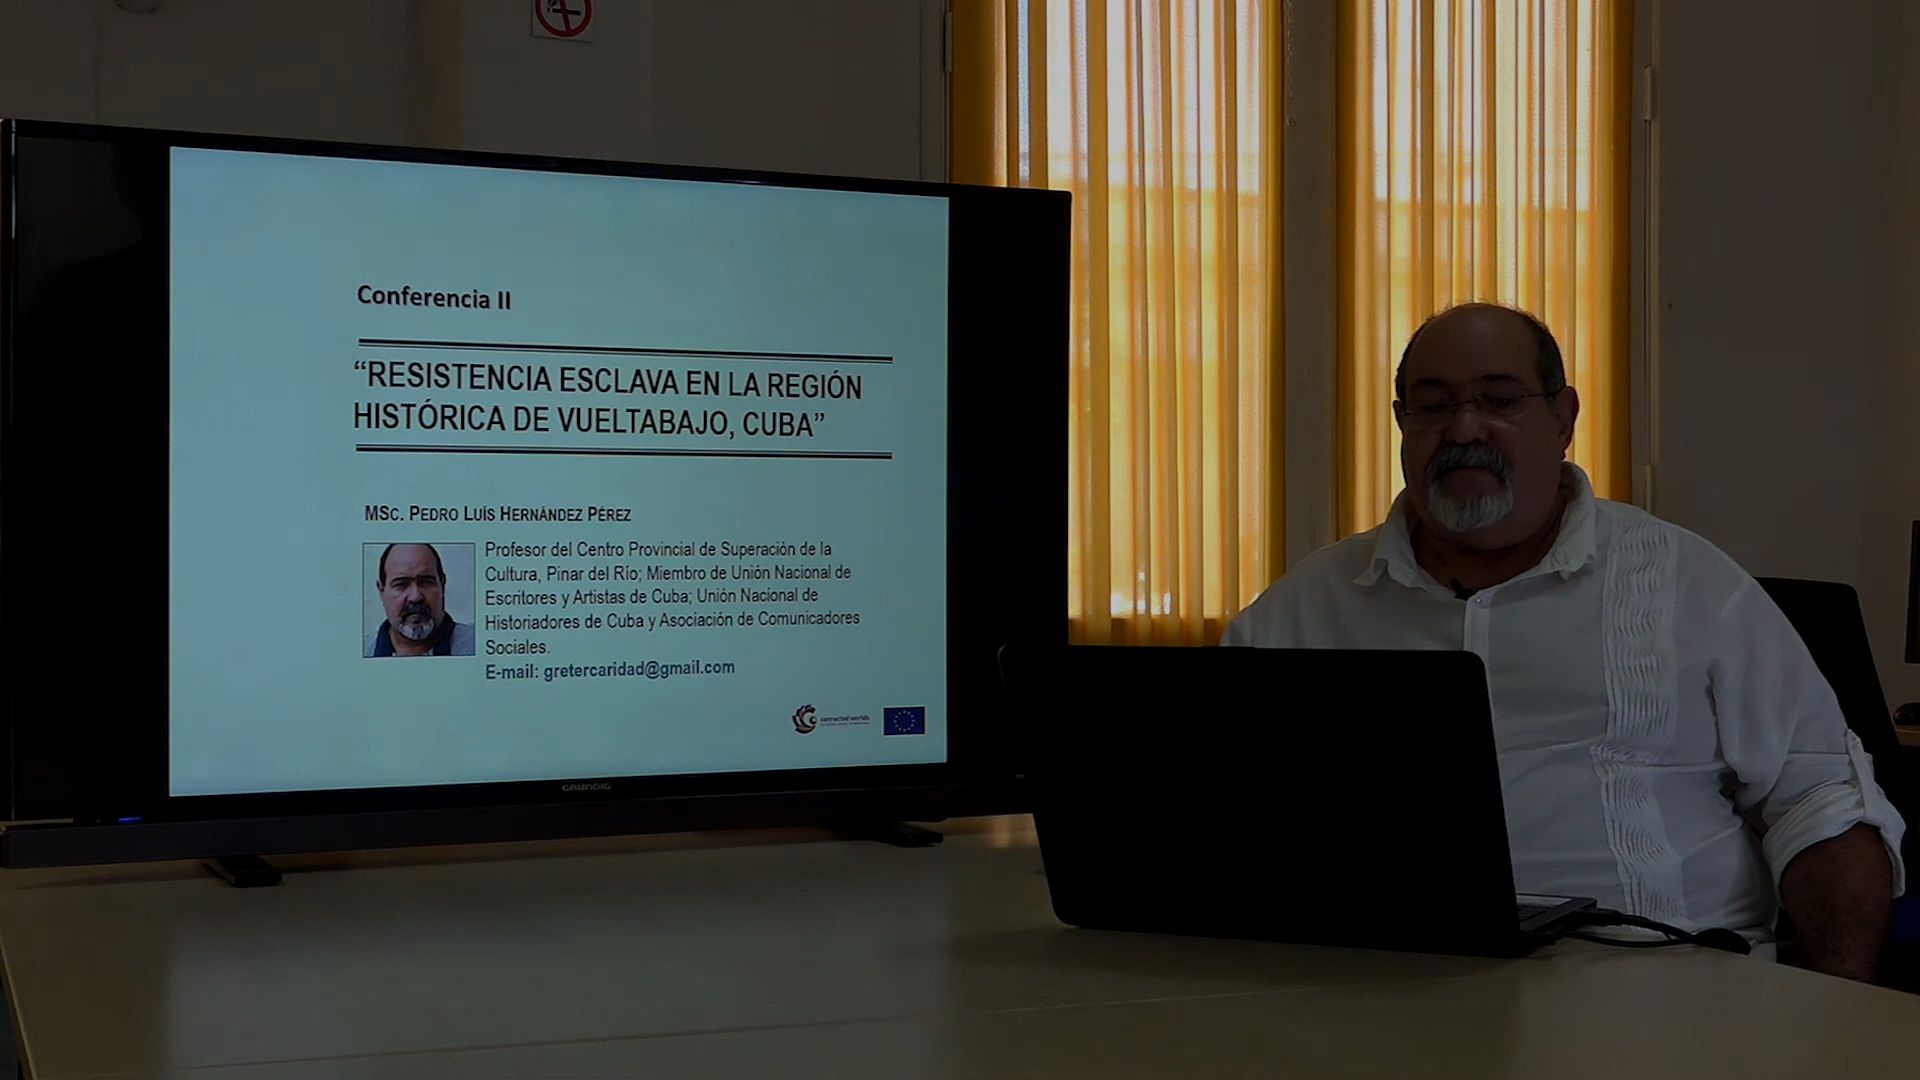 Conferencia II
“RESISTENCIA ESCLAVA EN LA REGIÓN
HISTÓRICA DE VUELTABAJO, CUBA”
MSC. PEDRO LUÍS HERNÁNDEZ PÉREZ
Profesor del Centro Provincial de Superación de la
Cultura, Pinar del Río; Miembro de Unión Nacional de
Escritores y Artistas de Cuba; Unión Nacional de
Historiadores de Cuba y Asociación de Comunicadores
Sociales.
E-mail: gretercaridad@gmail.com
connected worlds
GRUNDIG